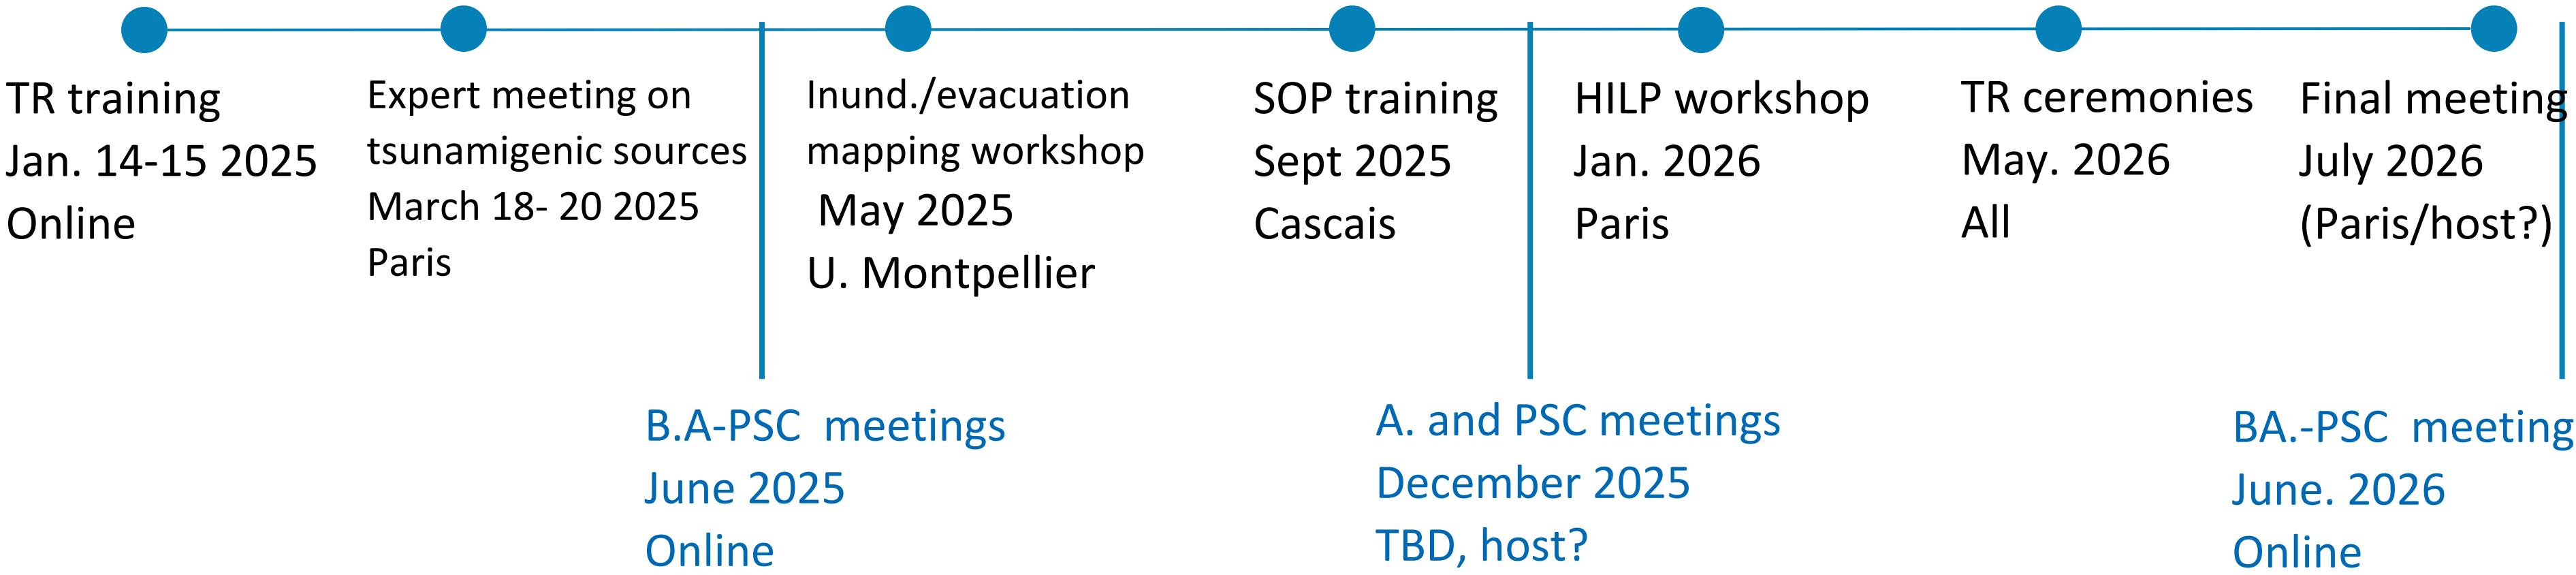 TR training
Jan. 14-15 2025
Online
Expert meeting on
tsunamigenic sources
March 18- 20 2025
Paris
Inund./evacuation
mapping workshop
May 2025
U. Montpellier
SOP training
Sept 2025
Cascais
HILP workshop
Jan. 2026
Paris
TR ceremonies
May. 2026
All
Final meeting
July 2026
(Paris/host?)
B.A-PSC  meetings
June 2025
Online
A. and PSC meetings
December 2025
TBD, host?
BA.-PSC  meeting
June. 2026
Online